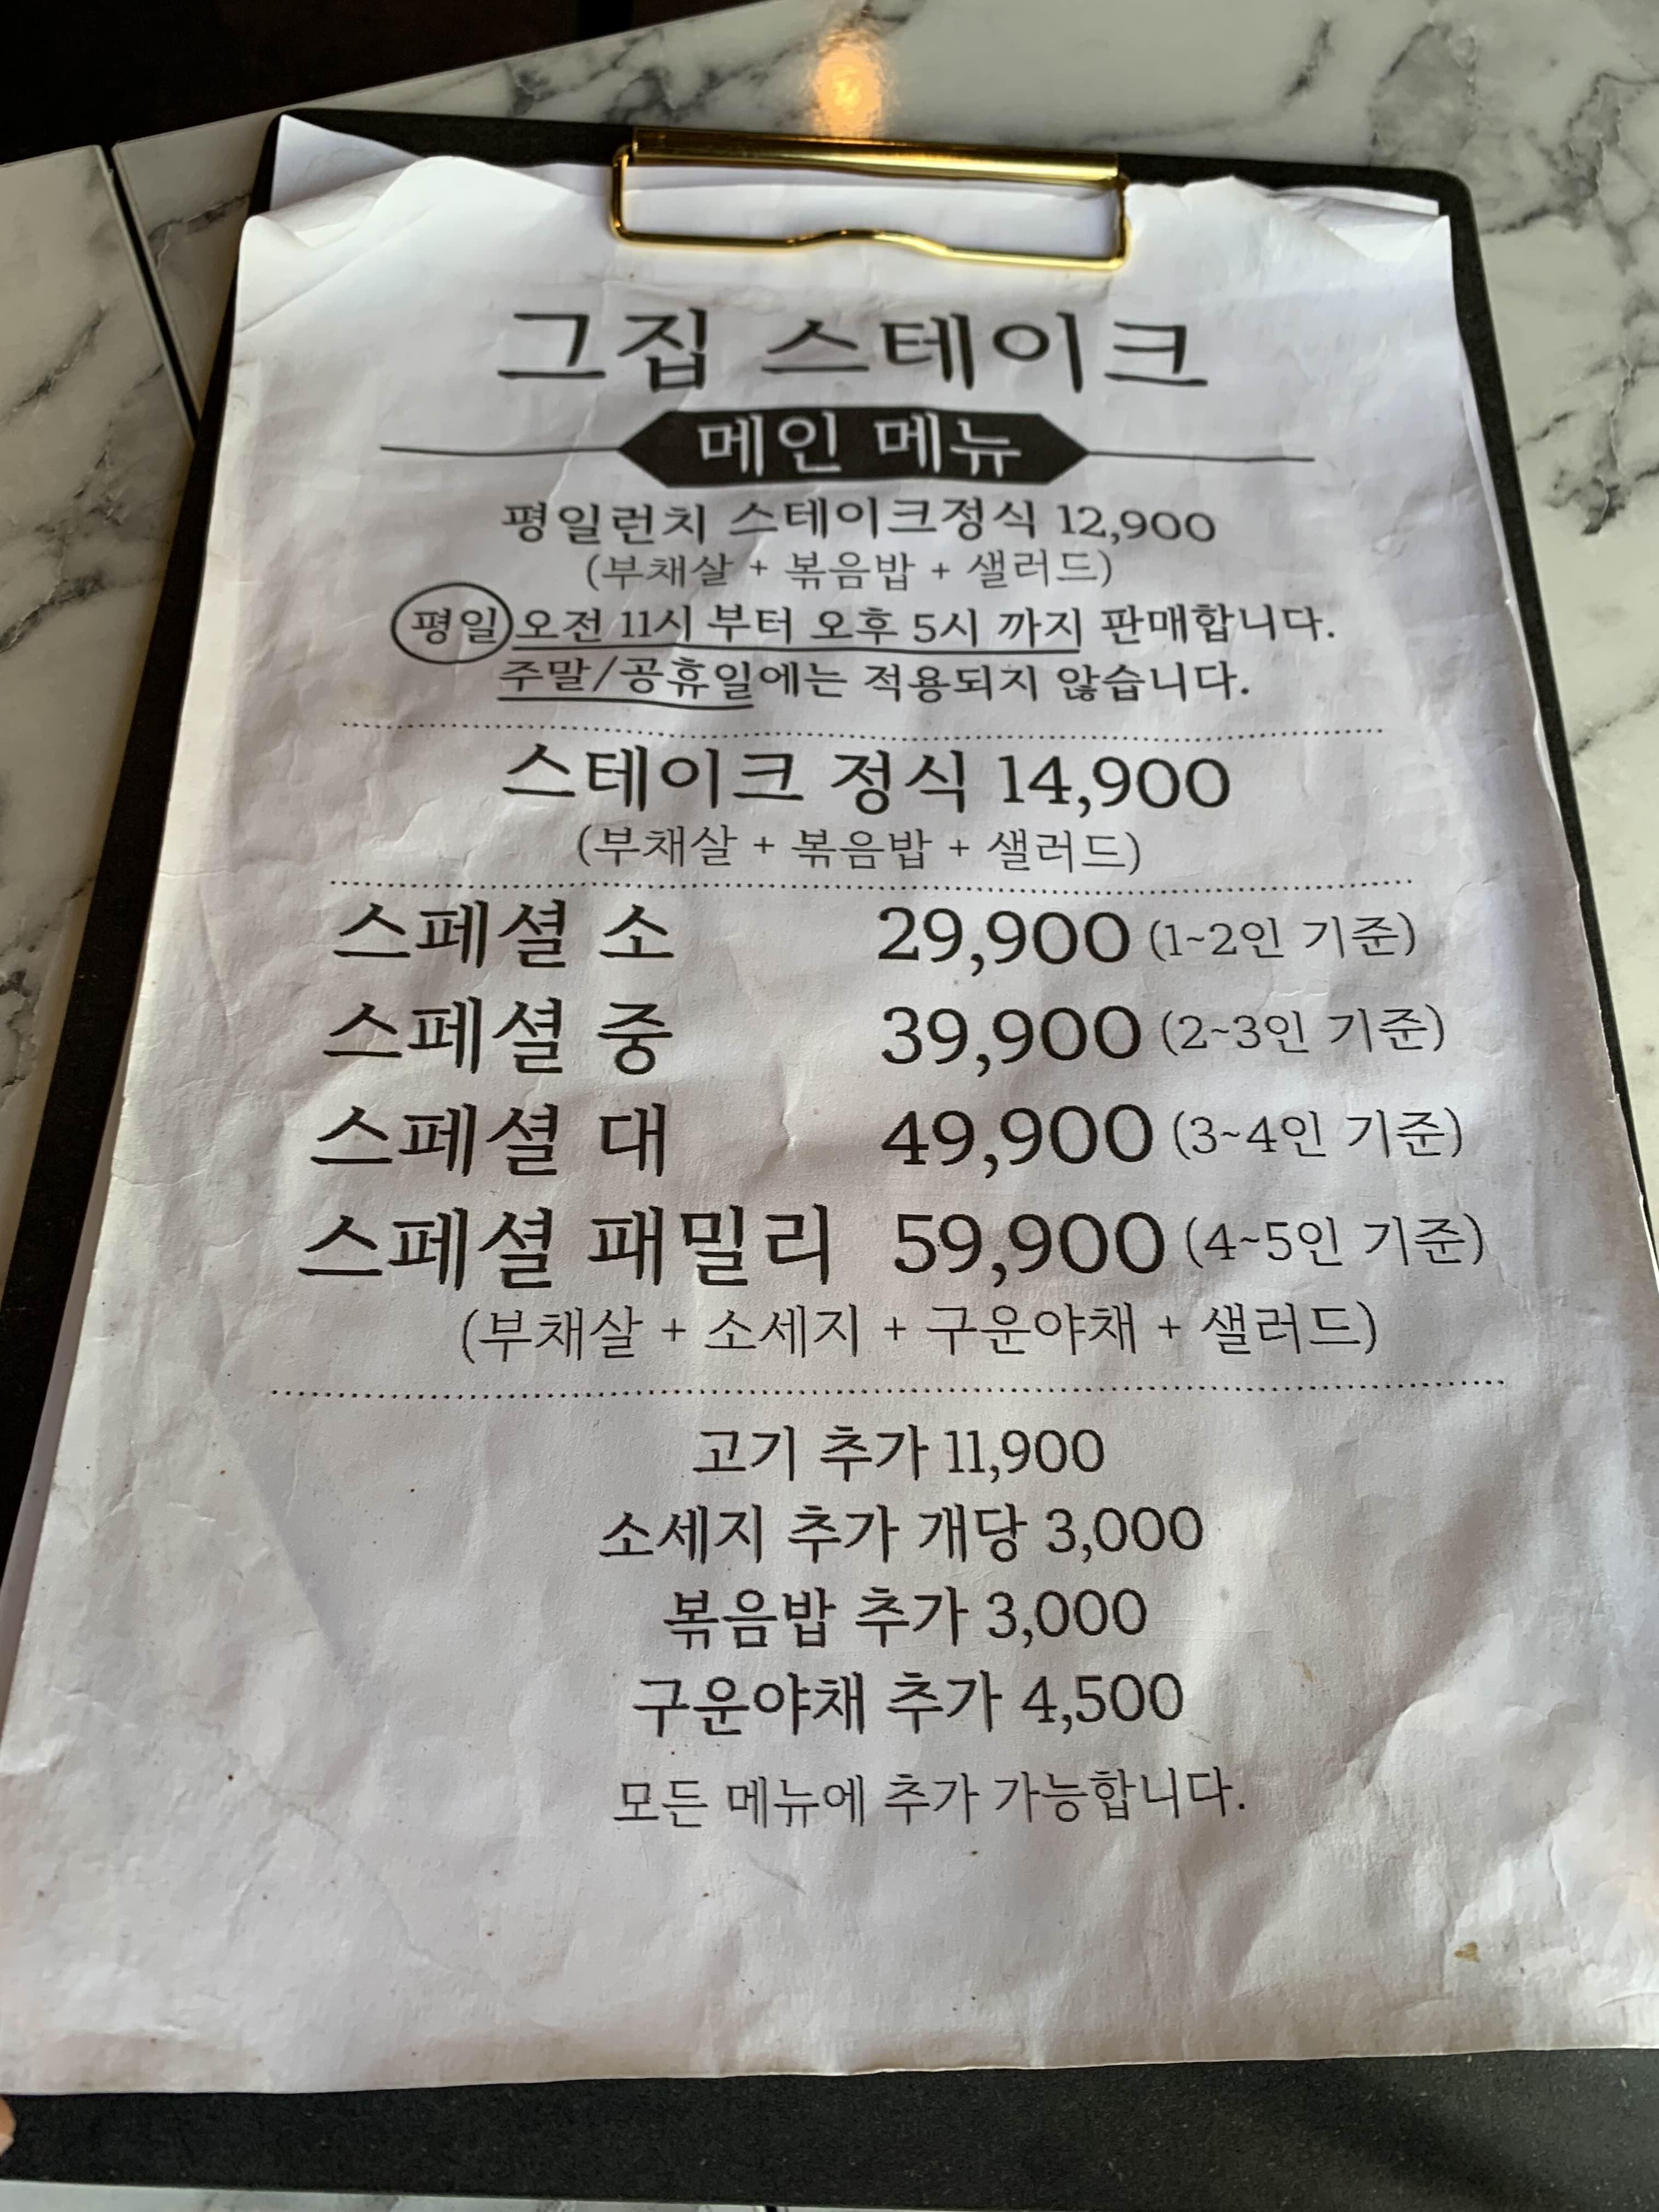 그집 스테이크
메인 메뉴
평일런치 스테이크정식 12,900
(부채살 + 볶음밥 + 샐러드)
평일 오전 11시 부터 오후 5시 까지 판매합니다.
주말/공휴일에는 적용되지 않습니다.
스테이크 정식 14,900
(부채살 + 볶음밥 + 샐러드)
스페셜 소 29,900 (1~2인 기준)
스페셜 중 39,900 (2~3인 기준)
스페셜 대 49,900 (3~4인 기준)
스페셜 패밀리 59,900 (4~5인 기준)
(부채살 + 소세지 + 구운야채 + 샐러드)
고기 추가 11,900
소세지 추가 개당 3,000
볶음밥 추가 3,000
구운야채 추가 4,500
모든 메뉴에 추가 가능합니다.